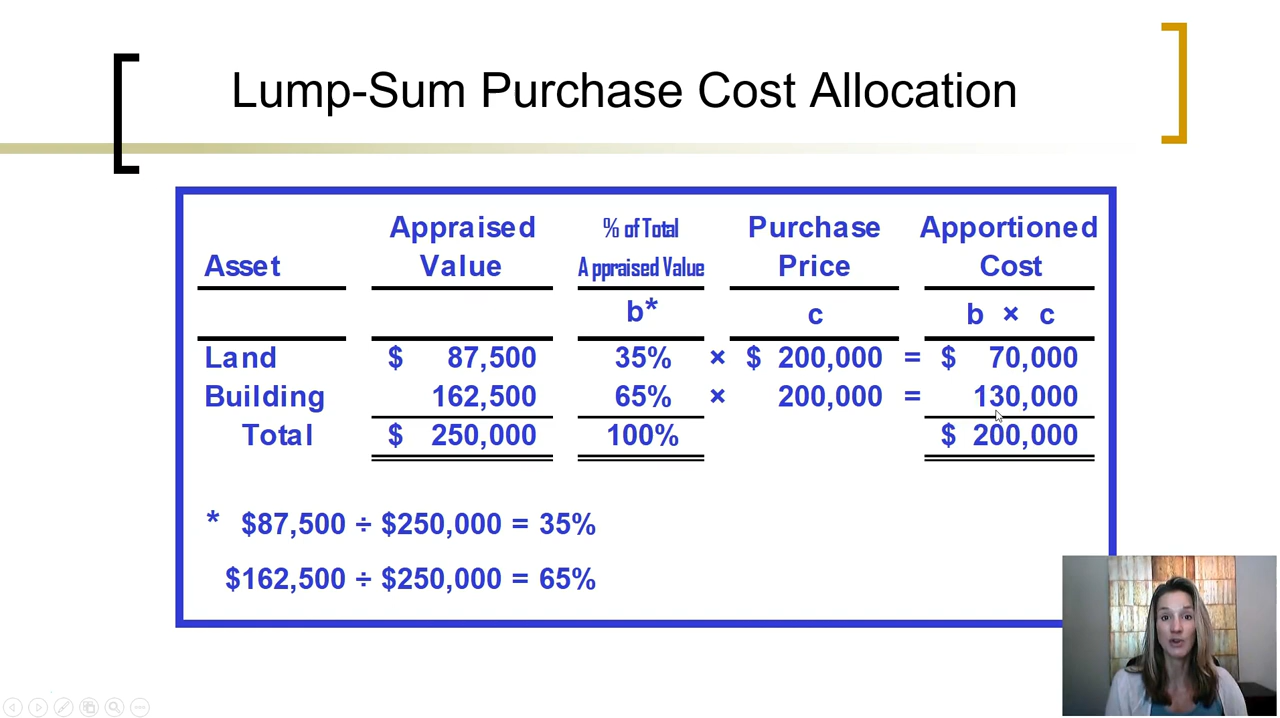 Lump-Sum Purchase Cost Allocation
Appraised % of Total Purchase Apportioned
Asset Value Appraised Value Price Cost
b* c b × c
Land $ 87,500 35% × $ 200,000 = $ 70,000
Building 162,500 65% × 200,000 = 130,000
Total $ 250,000 100% $ 200,000
* $87,500 ÷ $250,000 = 35%
$162,500 ÷ $250,000 = 65%